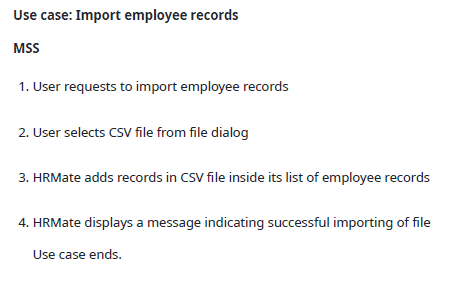 Use case: Import employee records
MSS
1. User requests to import employee records
2. User selects CSV file from file dialog
3. HRMate adds records in CSV file inside its list of employee records
4. HRMate displays a message indicating successful importing of file
Use case ends.